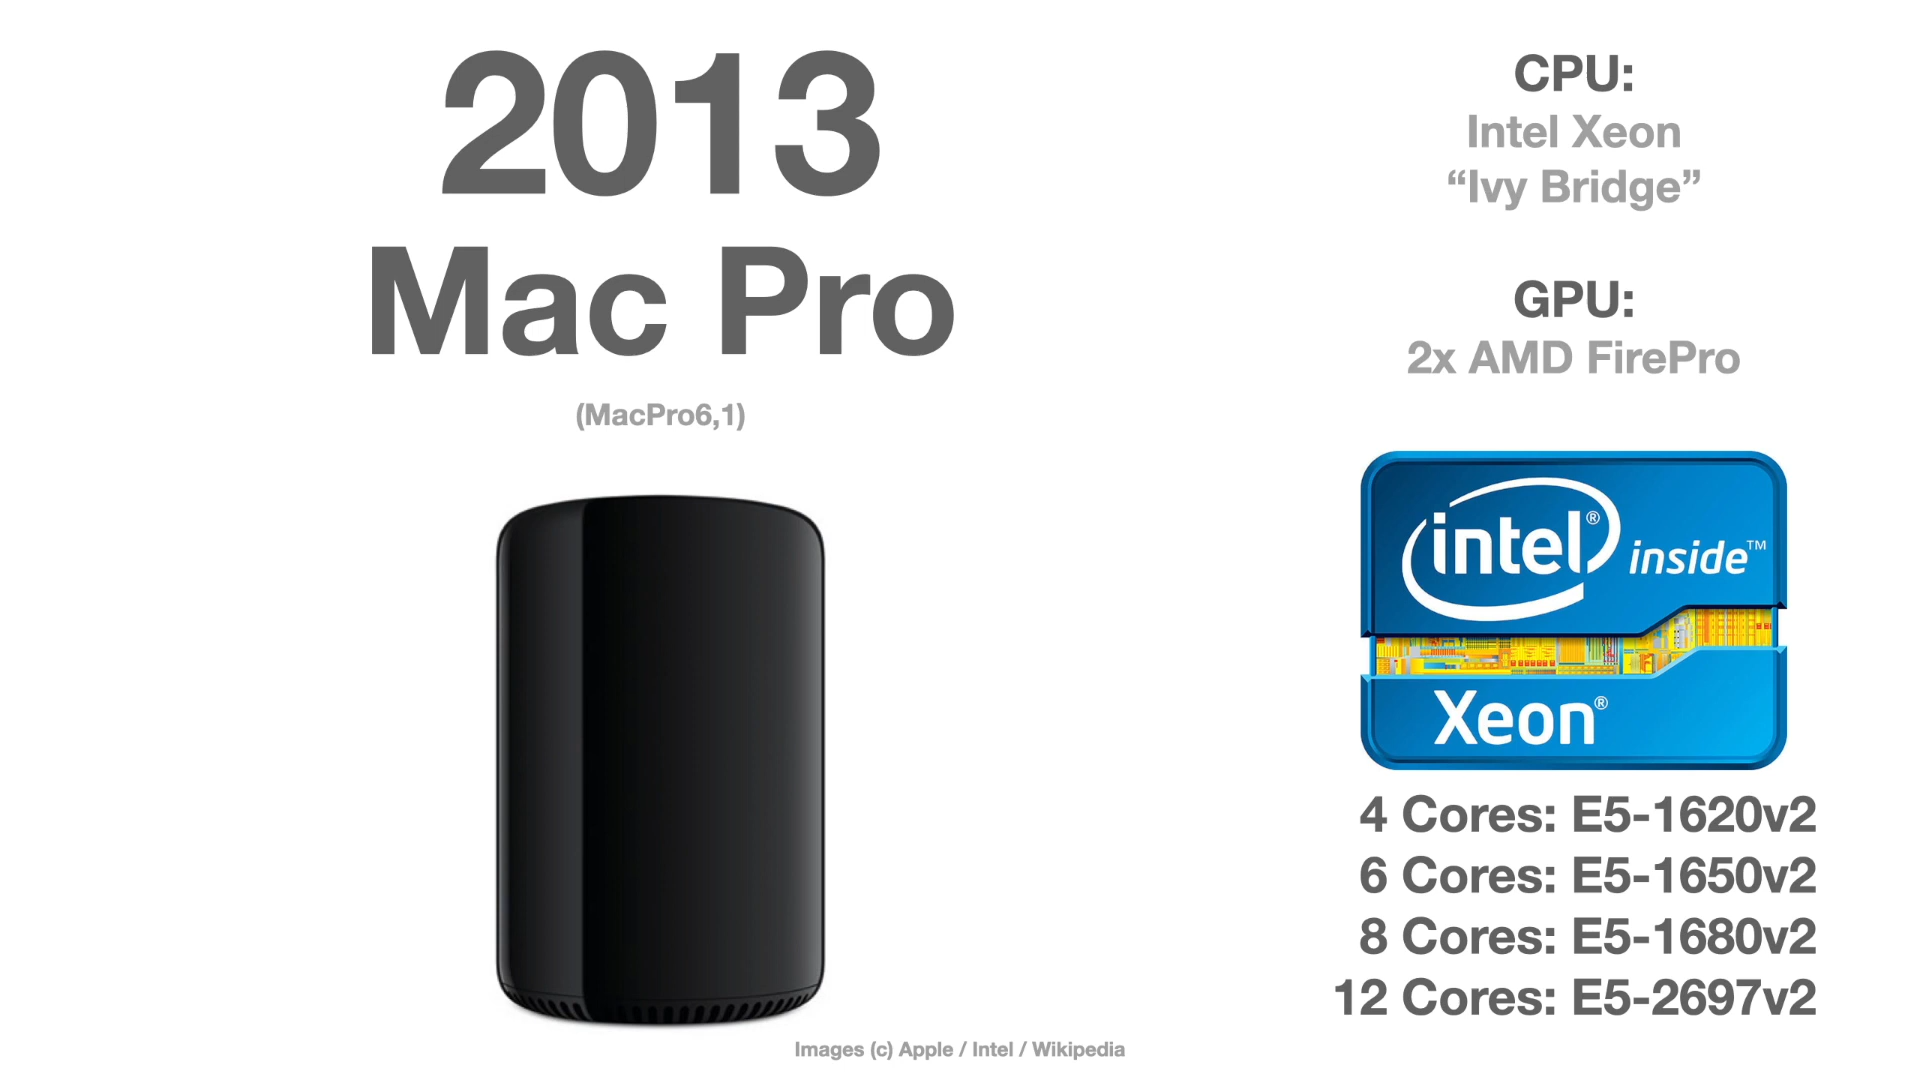 2013
Mac Pro
(MacPro6,1)
CPU:
Intel Xeon
“Ivy Bridge”
GPU:
2x AMD FirePro
intel® inside™
Xeon®
4 Cores: E5-1620v2
6 Cores: E5-1650v2
8 Cores: E5-1680v2
12 Cores: E5-2697v2
Images (c) Apple / Intel / Wikipedia